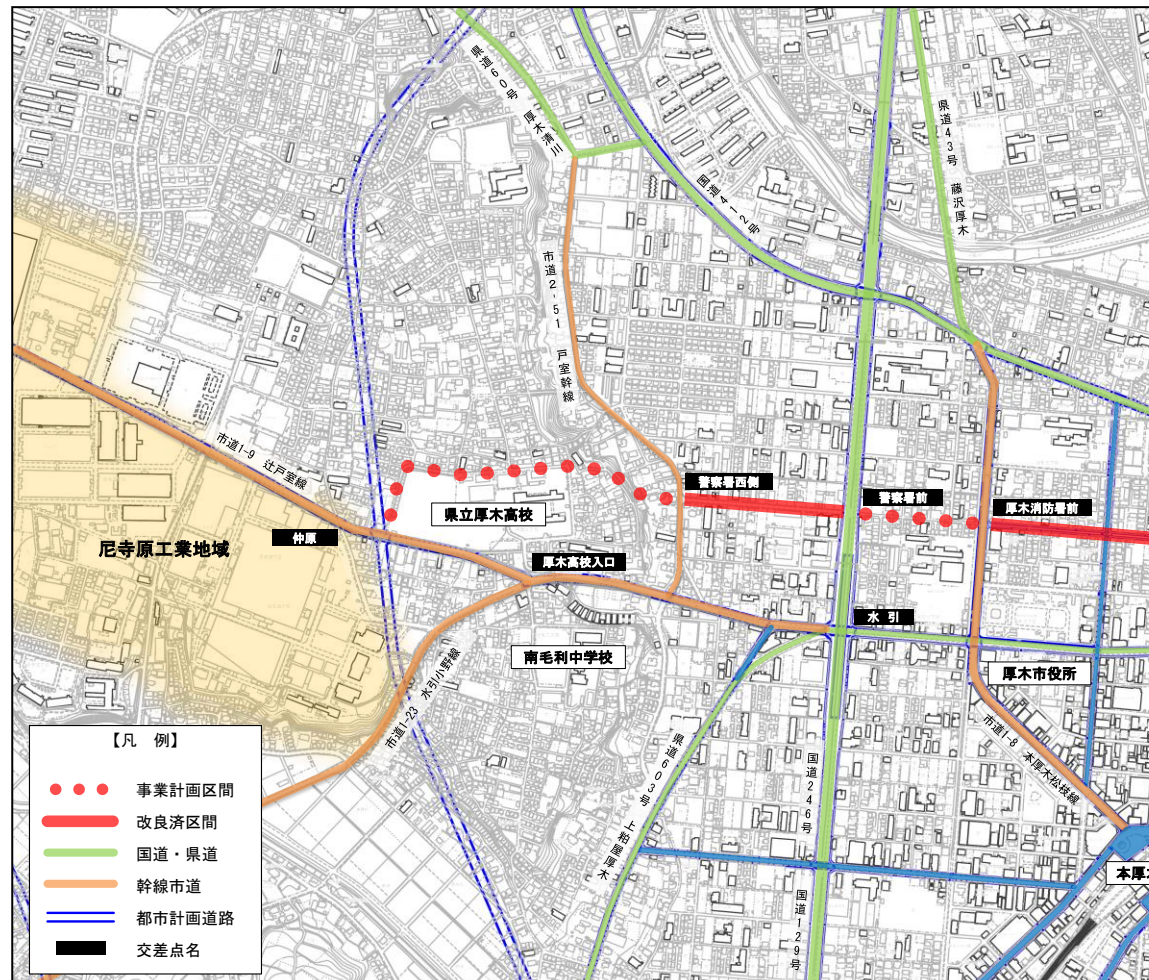 県道60号 厚木清川
国道412号
県道43号 藤沢厚木
市道2-51 戸室幹線
市道1-9 辻戸室線
警察署西側
警察署前
厚木消防署前
県立厚木高校
仲原
尼寺原工業地域
厚木高校入口
水引
南毛利中学校
厚木市役所
市道1-23 水引小野線
県道603号 上粕屋厚木
国道246号
国道129号
市道1-8 本厚木松枝線
本厚
【凡 例】
事業計画区間
改良済区間
国道・県道
幹線市道
都市計画道路
交差点名